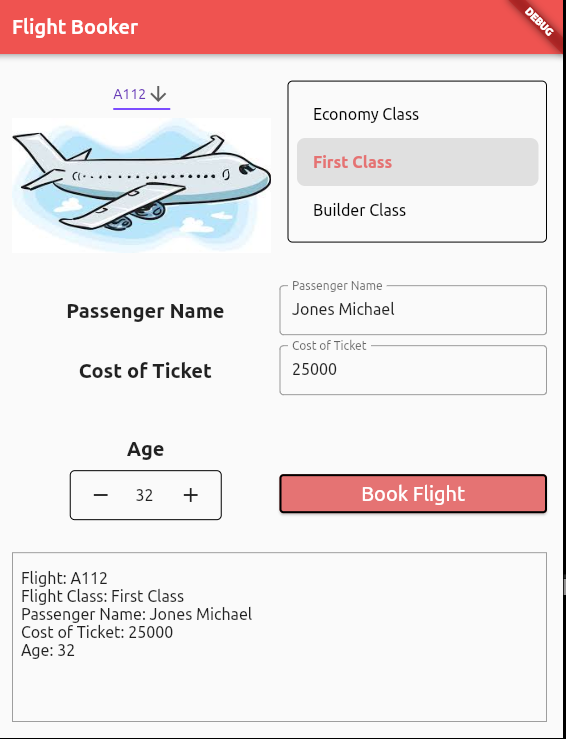 Flight Booker
DEBUG
A112
Economy Class
First Class
Builder Class
Passenger Name
Passenger Name
Jones Michael
Cost of Ticket
Cost of Ticket
25000
Age
32
Book Flight
Flight: A112
Flight Class: First Class
Passenger Name: Jones Michael
Cost of Ticket: 25000
Age: 32